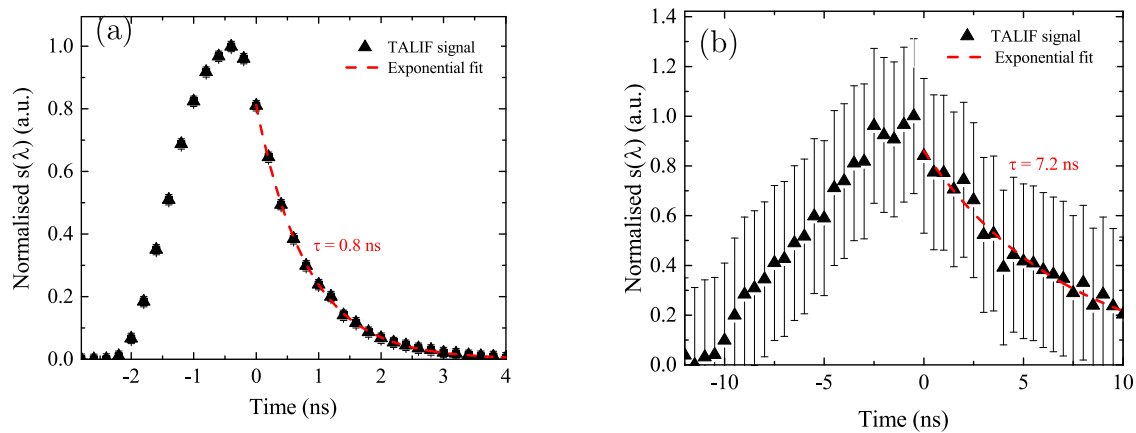 (a)
TALIF signal
Exponential fit
τ = 0.8 ns
Normalised s(λ) (a.u.)
1.0
0.8
0.6
0.4
0.2
0.0
-2
-1
0
1
2
3
4
Time (ns)
(b)
TALIF signal
Exponential fit
τ = 7.2 ns
Normalised s(λ) (a.u.)
1.4
1.2
1.0
0.8
0.6
0.4
0.2
0.0
-10
-5
0
5
10
Time (ns)